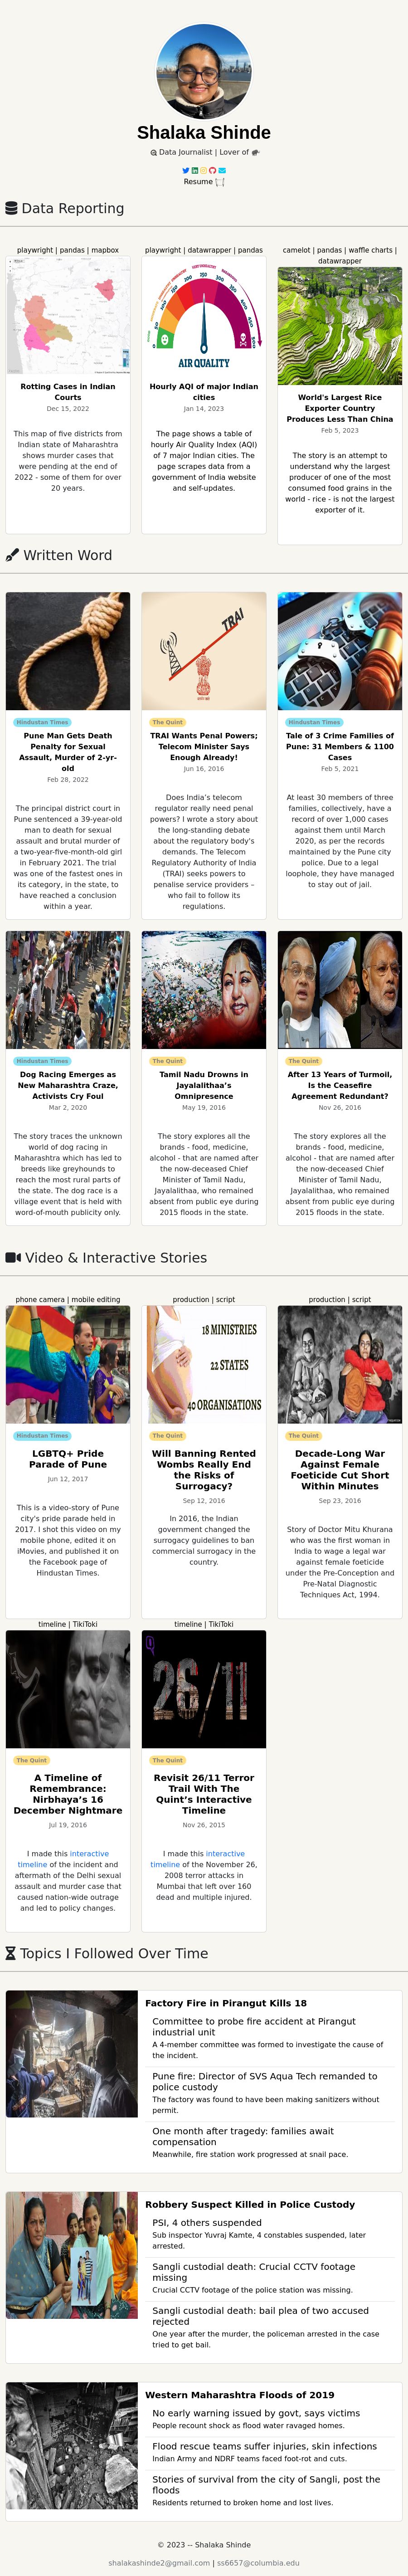 Shalaka Shinde
Data Journalist | Lover of
Resume
Data Reporting
playwright | pandas | mapbox
Rotting Cases in Indian
Courts
Dec 15, 2022
This map of five districts from
Indian state of Maharashtra
shows murder cases that
were pending at the end of
2022 - some of them for over
20 years.
playwright | datawrapper | pandas
AIR QUALITY
Hourly AQI of major Indian
cities
Jan 14, 2023
The page shows a table of
hourly Air Quality Index (AQI)
of 7 major Indian cities. The
page scrapes data from a
government of India website
and self-updates.
camelot | pandas | waffle charts |
datawrapper
World's Largest Rice
Exporter Country
Produces Less Than China
Feb 5, 2023
The story is an attempt to
understand why the largest
producer of one of the most
consumed food grains in the
world - rice - is not the largest
exporter of it.
Written Word
Hindustan Times
Pune Man Gets Death
Penalty for Sexual
Assault, Murder of 2-yr-
old
Feb 28, 2022
The principal district court in
Pune sentenced a 39-year-old
man to death for sexual
assault and brutal murder of
a two-year-five-month-old girl
in February 2021. The trial
was one of the fastest ones in
its category, in the state, to
have reached a conclusion
within a year.
TRAI
The Quint
TRAI Wants Penal Powers;
Telecom Minister Says
Enough Already!
Jun 16, 2016
Does India’s telecom
regulator really need penal
powers? I wrote a story about
the long-standing debate
about the regulatory body's
demands. The Telecom
Regulatory Authority of India
(TRAI) seeks powers to
penalise service providers –
who fail to follow its
regulations.
Hindustan Times
Tale of 3 Crime Families of
Pune: 31 Members & 1100
Cases
Feb 5, 2021
At least 30 members of three
families, collectively, have a
record of over 1,000 cases
against them until March
2020, as per the records
maintained by the Pune city
police. Due to a legal
loophole, they have managed
to stay out of jail.
Hindustan Times
Dog Racing Emerges as
New Maharashtra Craze,
Activists Cry Foul
Mar 2, 2020
The story traces the unknown
world of dog racing in
Maharashtra which has led to
breeds like greyhounds to
reach the most rural parts of
the state. The dog race is a
village event that is held with
word-of-mouth publicity only.
The Quint
Tamil Nadu Drowns in
Jayalalithaa’s
Omnipresence
May 19, 2016
The story explores all the
brands - food, medicine,
alcohol - that are named after
the now-deceased Chief
Minister of Tamil Nadu,
Jayalalithaa, who remained
absent from public eye during
2015 floods in the state.
The Quint
After 13 Years of Turmoil,
Is the Ceasefire
Agreement Redundant?
Nov 26, 2016
The story explores all the
brands - food, medicine,
alcohol - that are named after
the now-deceased Chief
Minister of Tamil Nadu,
Jayalalithaa, who remained
absent from public eye during
2015 floods in the state.
Video & Interactive Stories
phone camera | mobile editing
Hindustan Times
LGBTQ+ Pride
Parade of Pune
Jun 12, 2017
This is a video-story of Pune
city's pride parade held in
2017. I shot this video on my
mobile phone, edited it on
iMovies, and published it on
the Facebook page of
Hindustan Times.
production | script
18 MINISTRIES
22 STATES
40 ORGANISATIONS
The Quint
Will Banning Rented
Wombs Really End
the Risks of
Surrogacy?
Sep 12, 2016
In 2016, the Indian
government changed the
surrogacy guidelines to ban
commercial surrogacy in the
country.
production | script
The Quint
Decade-Long War
Against Female
Foeticide Cut Short
Within Minutes
Sep 23, 2016
Story of Doctor Mitu Khurana
who was the first woman in
India to wage a legal war
against female foeticide
under the Pre-Conception and
Pre-Natal Diagnostic
Techniques Act, 1994.
timeline | TikiToki
The Quint
A Timeline of
Remembrance:
Nirbhaya’s 16
December Nightmare
Jul 19, 2016
I made this interactive
timeline of the incident and
aftermath of the Delhi sexual
assault and murder case that
caused nation-wide outrage
and led to policy changes.
timeline | TikiToki
26/11
The Quint
Revisit 26/11 Terror
Trail With The
Quint’s Interactive
Timeline
Nov 26, 2015
I made this interactive
timeline of the November 26,
2008 terror attacks in
Mumbai that left over 160
dead and multiple injured.
Topics I Followed Over Time
Factory Fire in Pirangut Kills 18
Committee to probe fire accident at Pirangut
industrial unit
A 4-member committee was formed to investigate the cause of
the incident.
Pune fire: Director of SVS Aqua Tech remanded to
police custody
The factory was found to have been making sanitizers without
permit.
One month after tragedy: families await
compensation
Meanwhile, fire station work progressed at snail pace.
Robbery Suspect Killed in Police Custody
PSI, 4 others suspended
Sub inspector Yuvraj Kamte, 4 constables suspended, later
arrested.
Sangli custodial death: Crucial CCTV footage
missing
Crucial CCTV footage of the police station was missing.
Sangli custodial death: bail plea of two accused
rejected
One year after the murder, the policeman arrested in the case
tried to get bail.
Western Maharashtra Floods of 2019
No early warning issued by govt, says victims
People recount shock as flood water ravaged homes.
Flood rescue teams suffer injuries, skin infections
Indian Army and NDRF teams faced foot-rot and cuts.
Stories of survival from the city of Sangli, post the
floods
Residents returned to broken home and lost lives.
© 2023 -- Shalaka Shinde
shalakashinde2@gmail.com | ss6657@columbia.edu